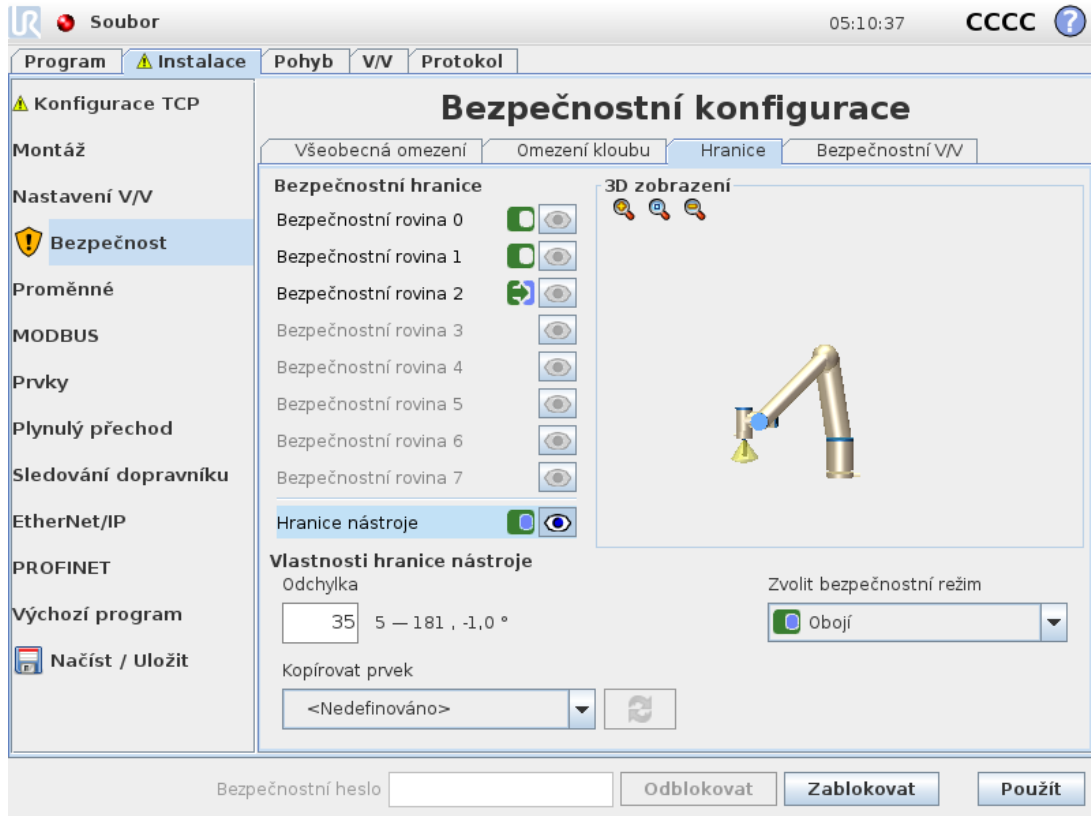 UR Soubor 05:10:37 CCCC ?
Program Instalace Pohyb V/V Protokol
Konfigurace TCP
Montáž
Nastavení V/V
Bezpečnost
Proměnné
MODBUS
Prvky
Plynulý přechod
Sledování dopravníku
EtherNet/IP
PROFINET
Výchozí program
Načíst / Uložit
Bezpečnostní konfigurace
Všeobecná omezení Omezení kloubu Hranice Bezpečnostní V/V
Bezpečnostní hranice
Bezpečnostní rovina 0
Bezpečnostní rovina 1
Bezpečnostní rovina 2
Bezpečnostní rovina 3
Bezpečnostní rovina 4
Bezpečnostní rovina 5
Bezpečnostní rovina 6
Bezpečnostní rovina 7
Hranice nástroje
3D zobrazení
Vlastnosti hranice nástroje
Odchylka
35 5 — 181 , -1,0 °
Zvolit bezpečnostní režim
Obojí
Kopírovat prvek
<Nedefinováno>
Bezpečnostní heslo Odblokovat Zablokovat Použít